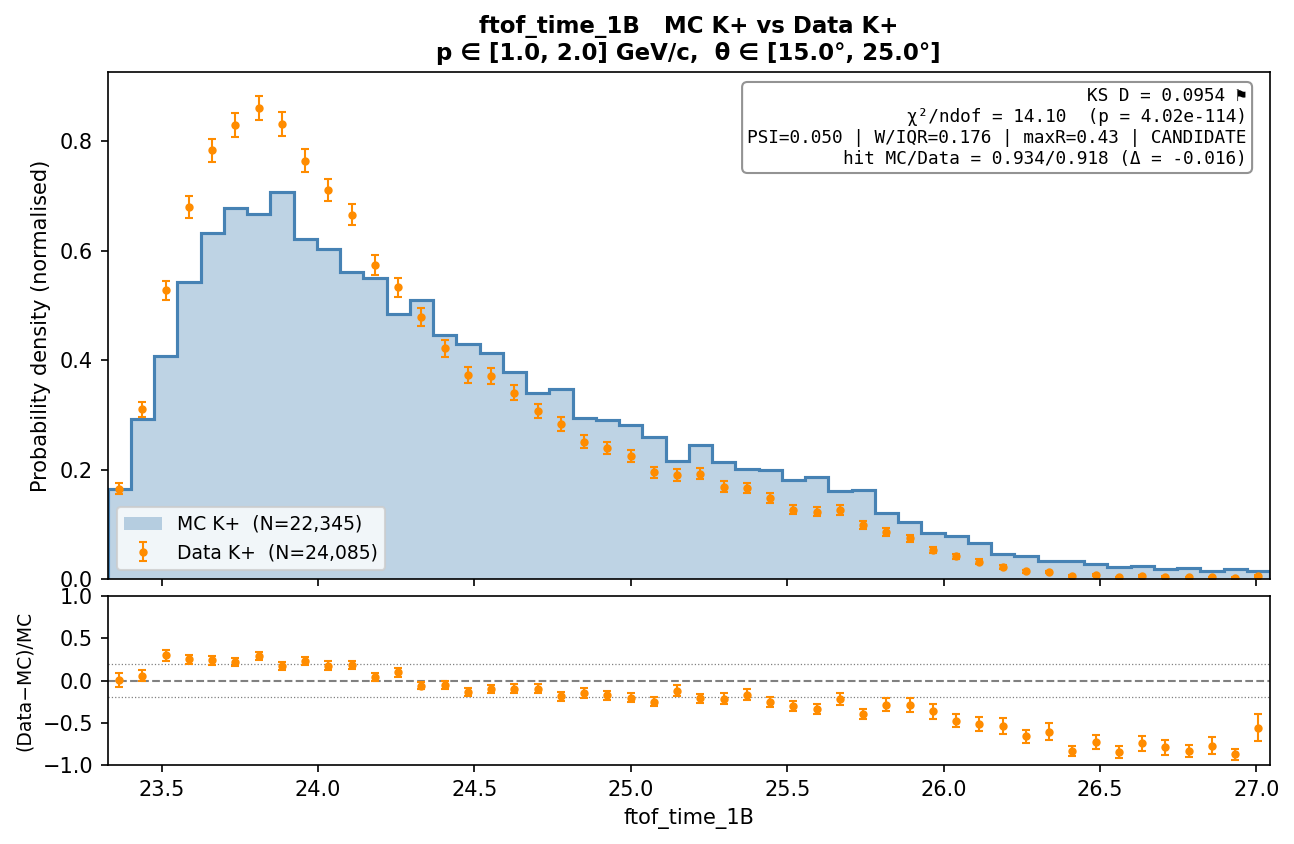 ftof_time_1B   MC K+ vs Data K+
p ∈ [1.0, 2.0] GeV/c,  θ ∈ [15.0°, 25.0°]
KS D = 0.0954 ⚑
χ²/ndof = 14.10  (p = 4.02e-114)
PSI=0.050 | W/IQR=0.176 | maxR=0.43 | CANDIDATE
hit MC/Data = 0.934/0.918 (Δ = -0.016)
Probability density (normalised)
0.8
0.6
0.4
0.2
0.0
MC K+  (N=22,345)
Data K+  (N=24,085)
(Data−MC)/MC
1.0
0.5
0.0
−0.5
−1.0
23.5 24.0 24.5 25.0 25.5 26.0 26.5 27.0
ftof_time_1B